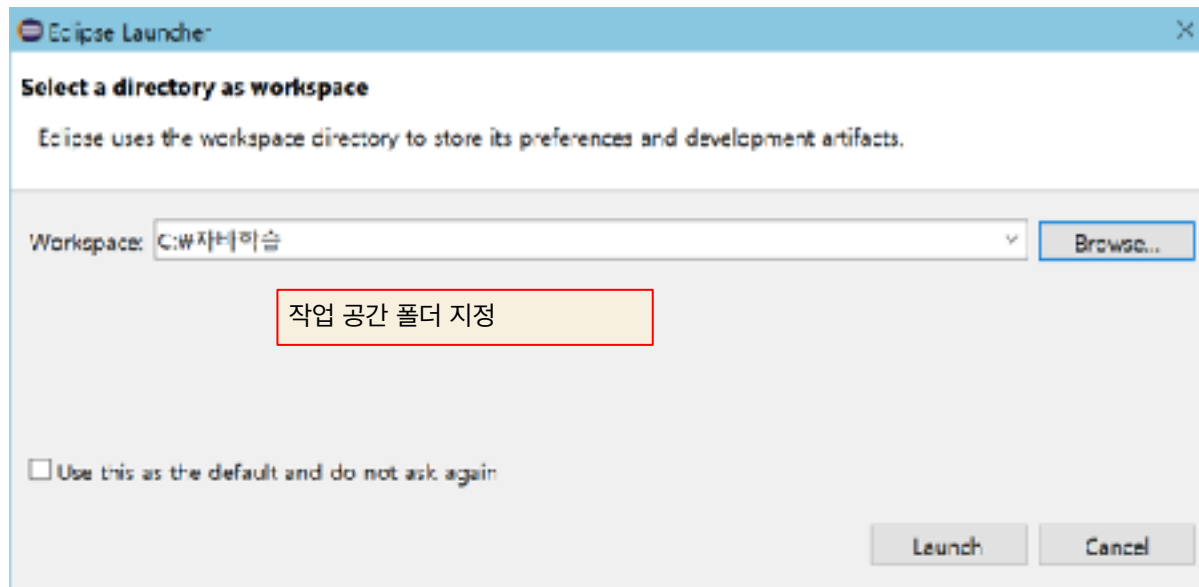 Eclipse Launcher
Select a directory as workspace
Eclipse uses the workspace directory to store its preferences and development artifacts.
Workspace: C:₩자바학습 Browse...
작업 공간 폴더 지정
Use this as the default and do not ask again
Launch Cancel